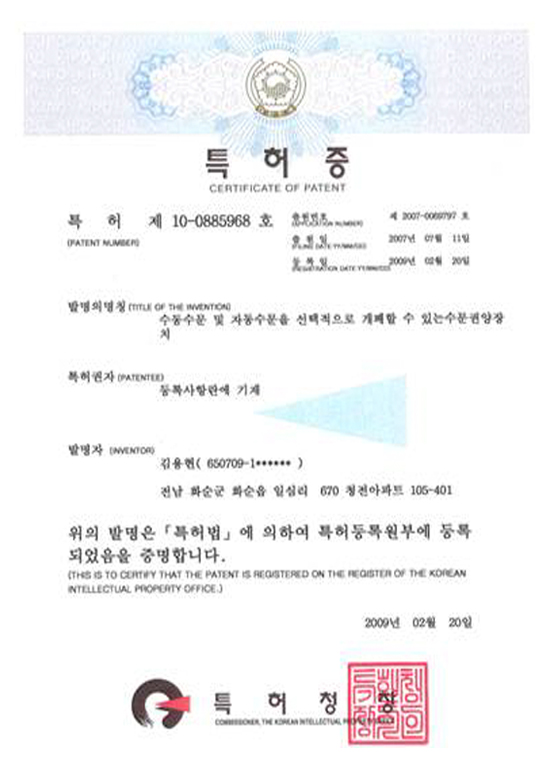 특 허 증
CERTIFICATE OF PATENT
특 허 제 10-0885968 호
(PATENT NUMBER)
출원번호 제 2007-0069797 호
(APPLICATION NUMBER)
출 원 일 2007년 07월 11일
(FILING DATE:YY/MM/DD)
등 록 일 2009년 02월 20일
(REGISTRATION DATE:YY/MM/DD)
발명의명칭 (TITLE OF THE INVENTION)
수동수문 및 자동수문을 선택적으로 개폐할 수 있는수문권양장
치
특허권자 (PATENTEE)
등록사항란에 기재
발명자 (INVENTOR)
김용현( 650709-1****** )
전남 화순군 화순읍 일심리 670 청전아파트 105-401
위의 발명은「특허법」에 의하여 특허등록원부에 등록
되었음을 증명합니다.
(THIS IS TO CERTIFY THAT THE PATENT IS REGISTERED ON THE REGISTER OF THE KOREAN
INTELLECTUAL PROPERTY OFFICE.)
2009년 02월 20일
특 허 청 장
COMMISSIONER, THE KOREAN INTELLECTUAL PROPERTY OFFICE